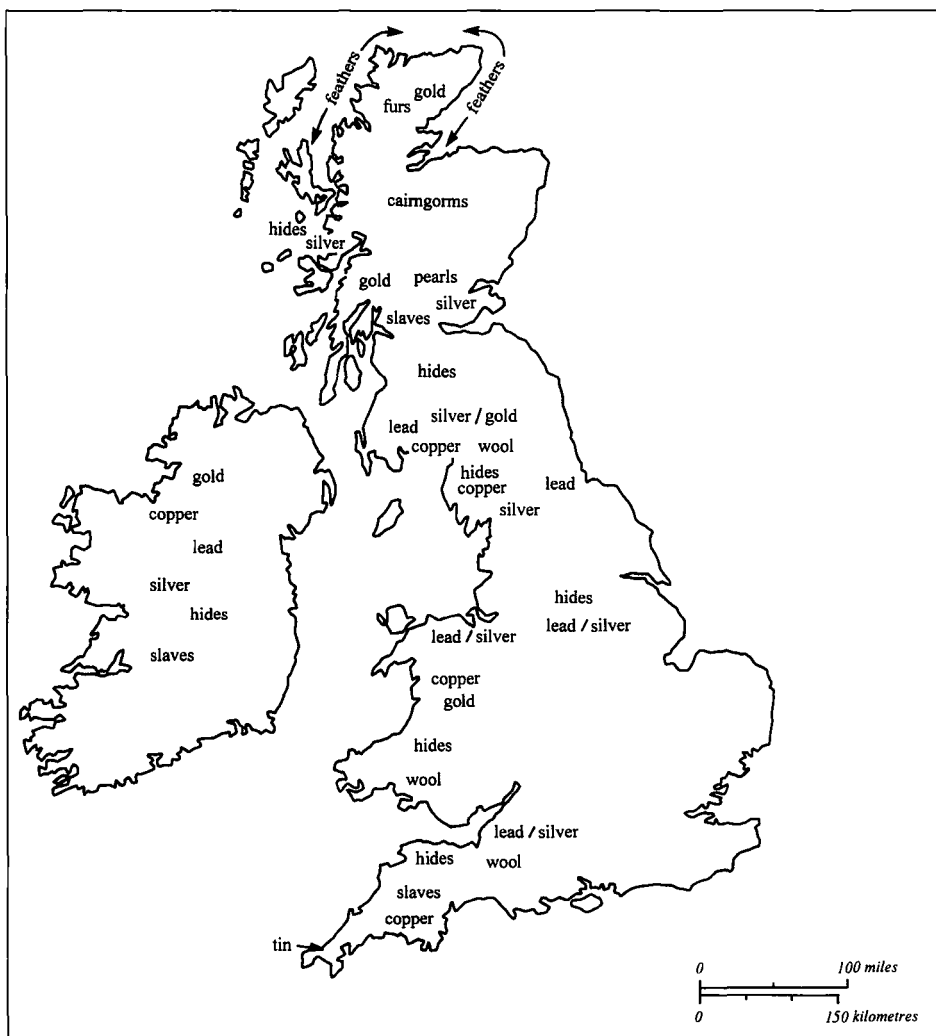 feathers
feathers
gold
furs
cairngorms
hides
silver
gold
pearls
silver
slaves
hides
silver / gold
lead
copper
wool
hides
copper
lead
silver
gold
copper
lead
silver
hides
slaves
hides
lead / silver
lead / silver
copper
gold
hides
wool
lead / silver
hides
wool
slaves
copper
tin
0 100 miles
0 150 kilometres